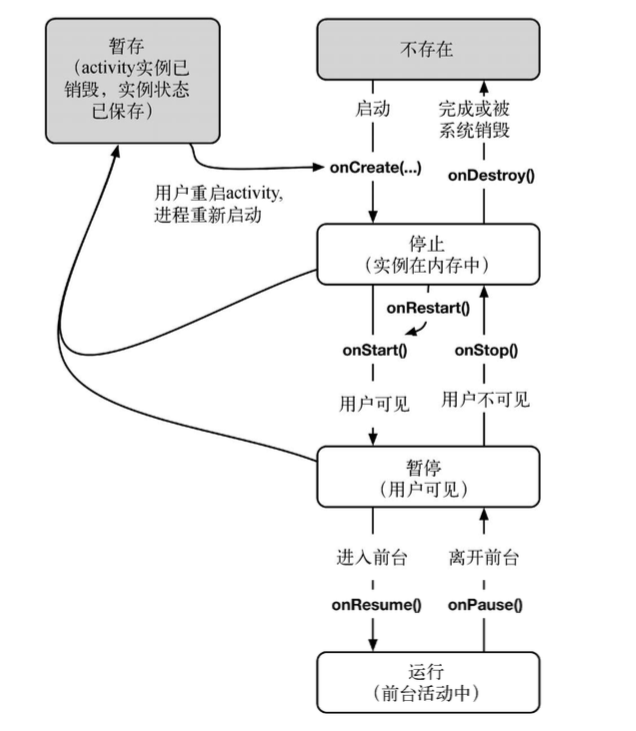 暂存
（activity实例已
销毁，实例状态
已保存）
不存在
启动
完成或被
系统销毁
onCreate(...)
onDestroy()
用户重启activity,
进程重新启动
停止
（实例在内存中）
onRestart()
onStart()
onStop()
用户可见
用户不可见
暂停
（用户可见）
进入前台
离开前台
onResume()
onPause()
运行
（前台活动中）